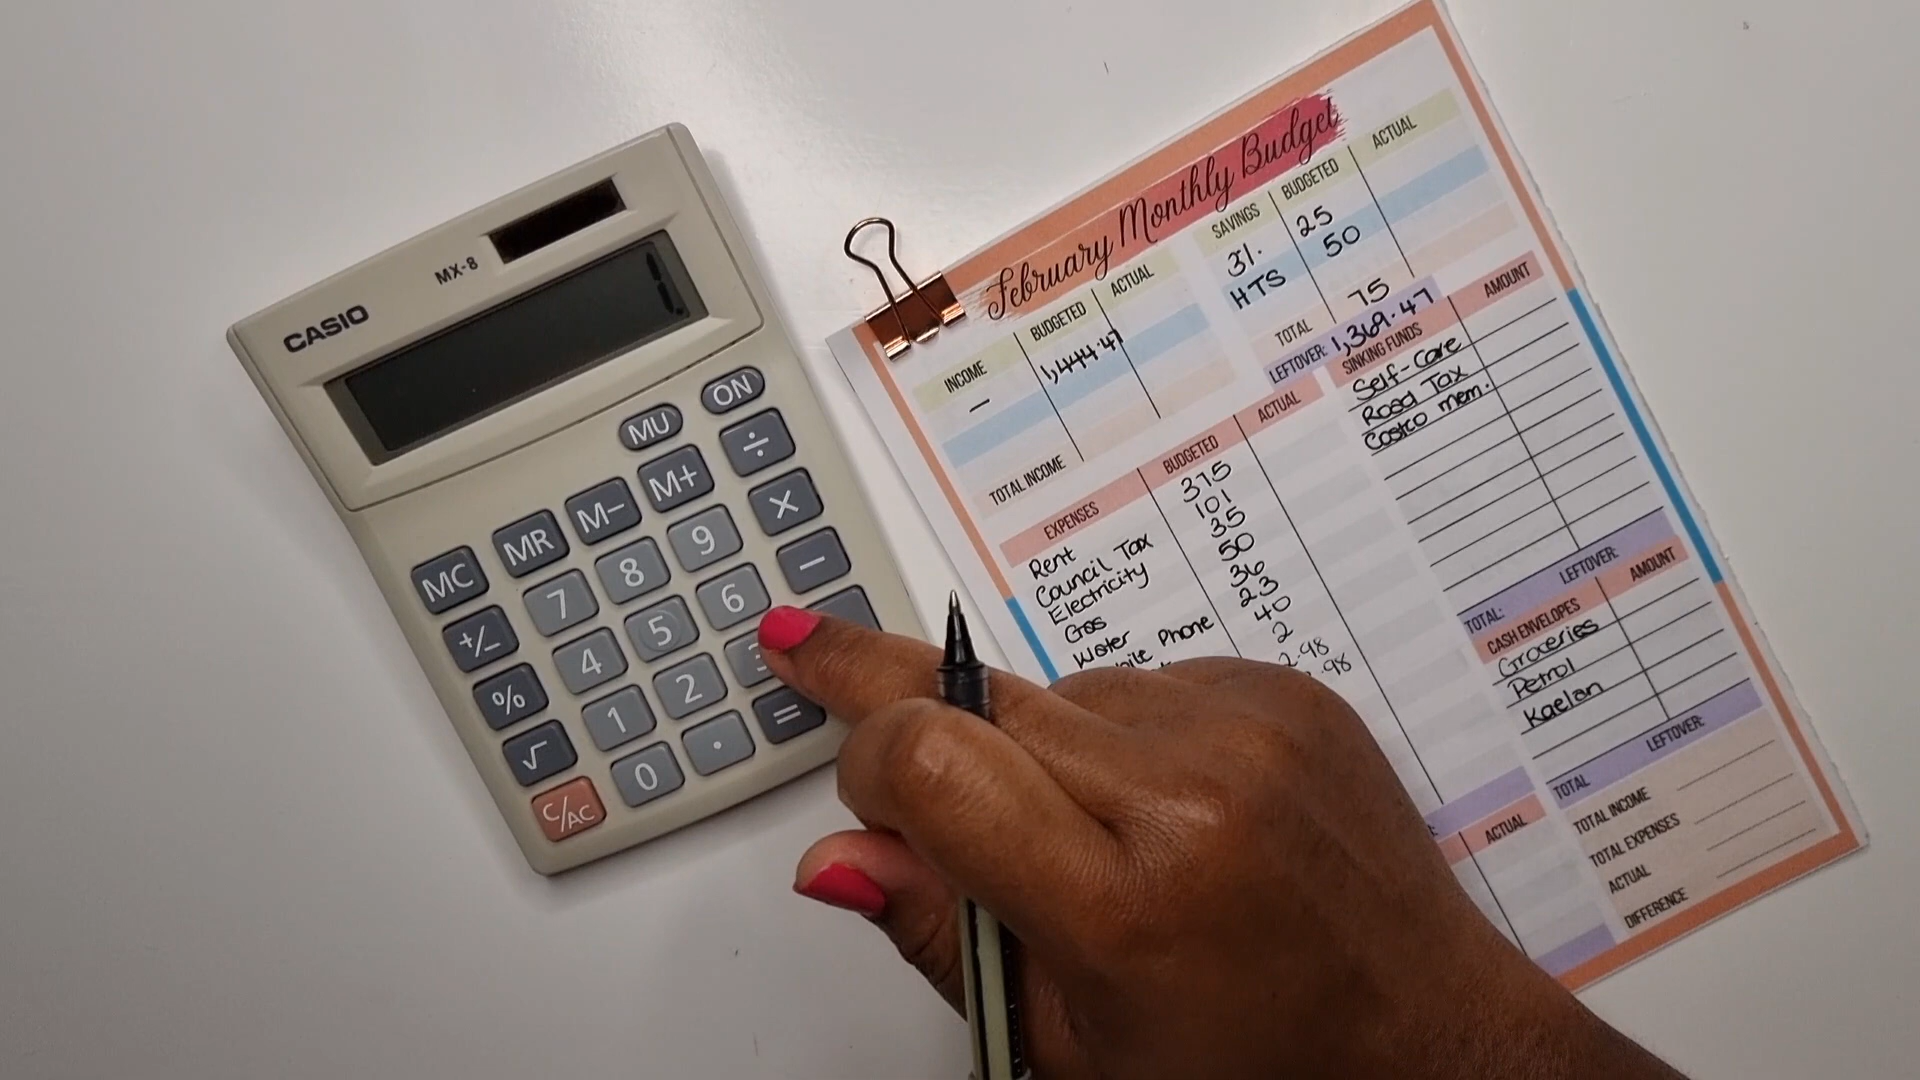 CASIO
MX-8
1.
MU ON
MC MR M− M+ ÷
+/− 7 8 9 ×
% 4 5 6 −
√ 1 2 3
C/AC 0 . =
February Monthly Budget
INCOME BUDGETED ACTUAL
— 1,444.47
TOTAL INCOME
SAVINGS BUDGETED ACTUAL
3%. 25
HTS 50
TOTAL 75
LEFTOVER: 1,369.47
EXPENSES BUDGETED ACTUAL
Rent 375
Council Tax 101
Electricity 35
Gas 50
Water 36
Phone 23
40
2
SINKING FUNDS AMOUNT
Self-Care
Road Tax
Costco mem.
LEFTOVER:
TOTAL:
CASH ENVELOPES AMOUNT
Groceries
Petrol
Kaelan
LEFTOVER:
TOTAL
ACTUAL
TOTAL INCOME
TOTAL EXPENSES
ACTUAL
DIFFERENCE